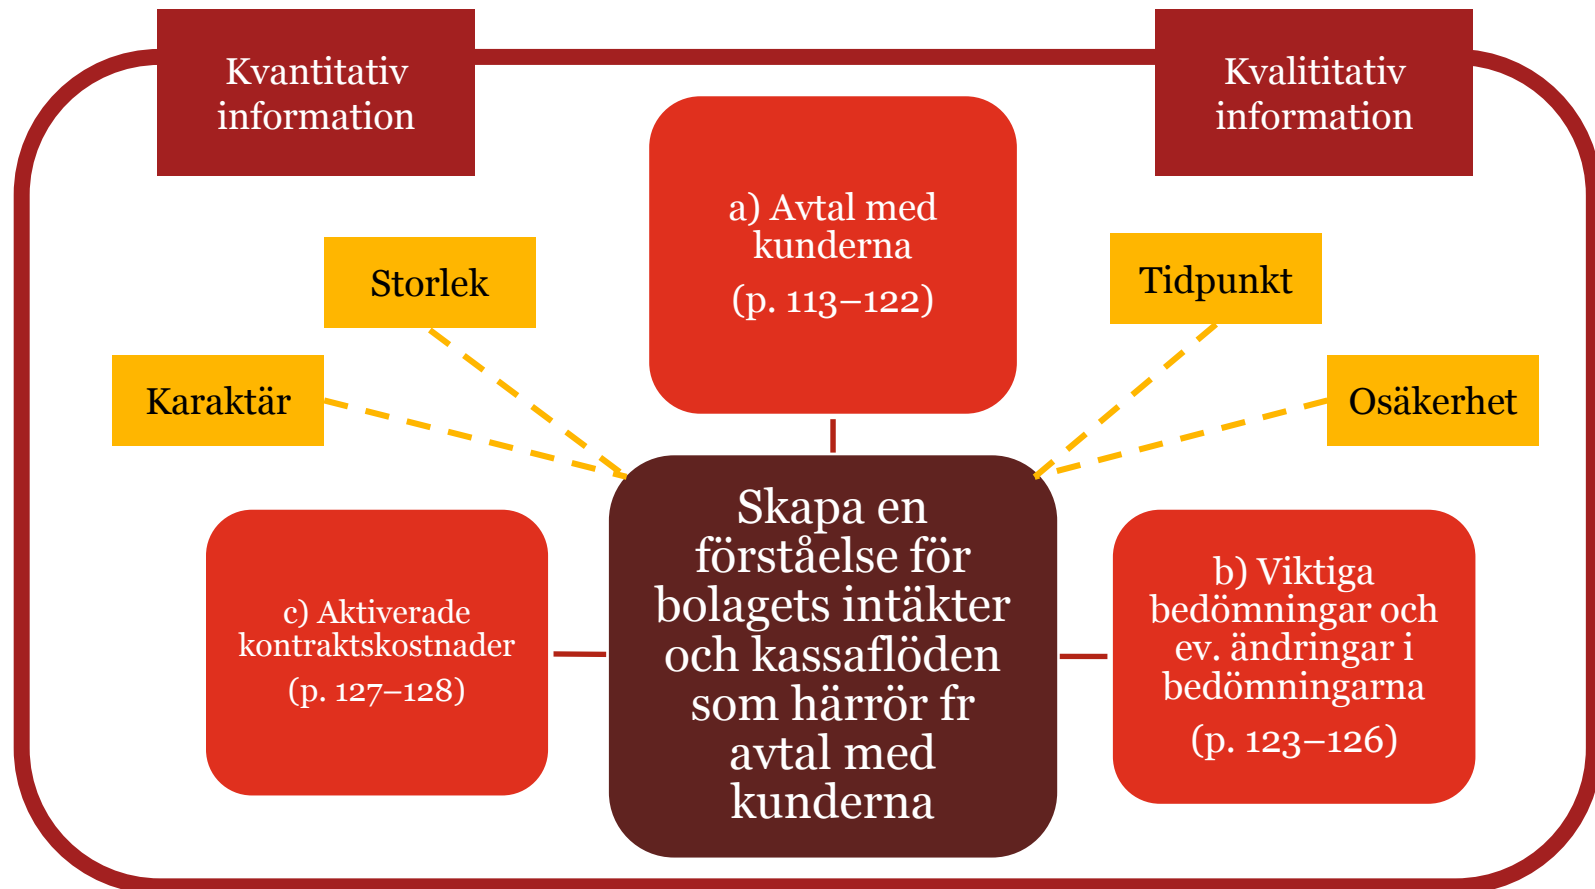 Kvantitativ
information
Kvalititativ
information
a) Avtal med
kunderna
(p. 113–122)
Storlek
Tidpunkt
Karaktär
Osäkerhet
Skapa en
förståelse för
bolagets intäkter
och kassaflöden
som härrör fr
avtal med
kunderna
c) Aktiverade
kontraktskostnader
(p. 127–128)
b) Viktiga
bedömningar och
ev. ändringar i
bedömningarna
(p. 123–126)